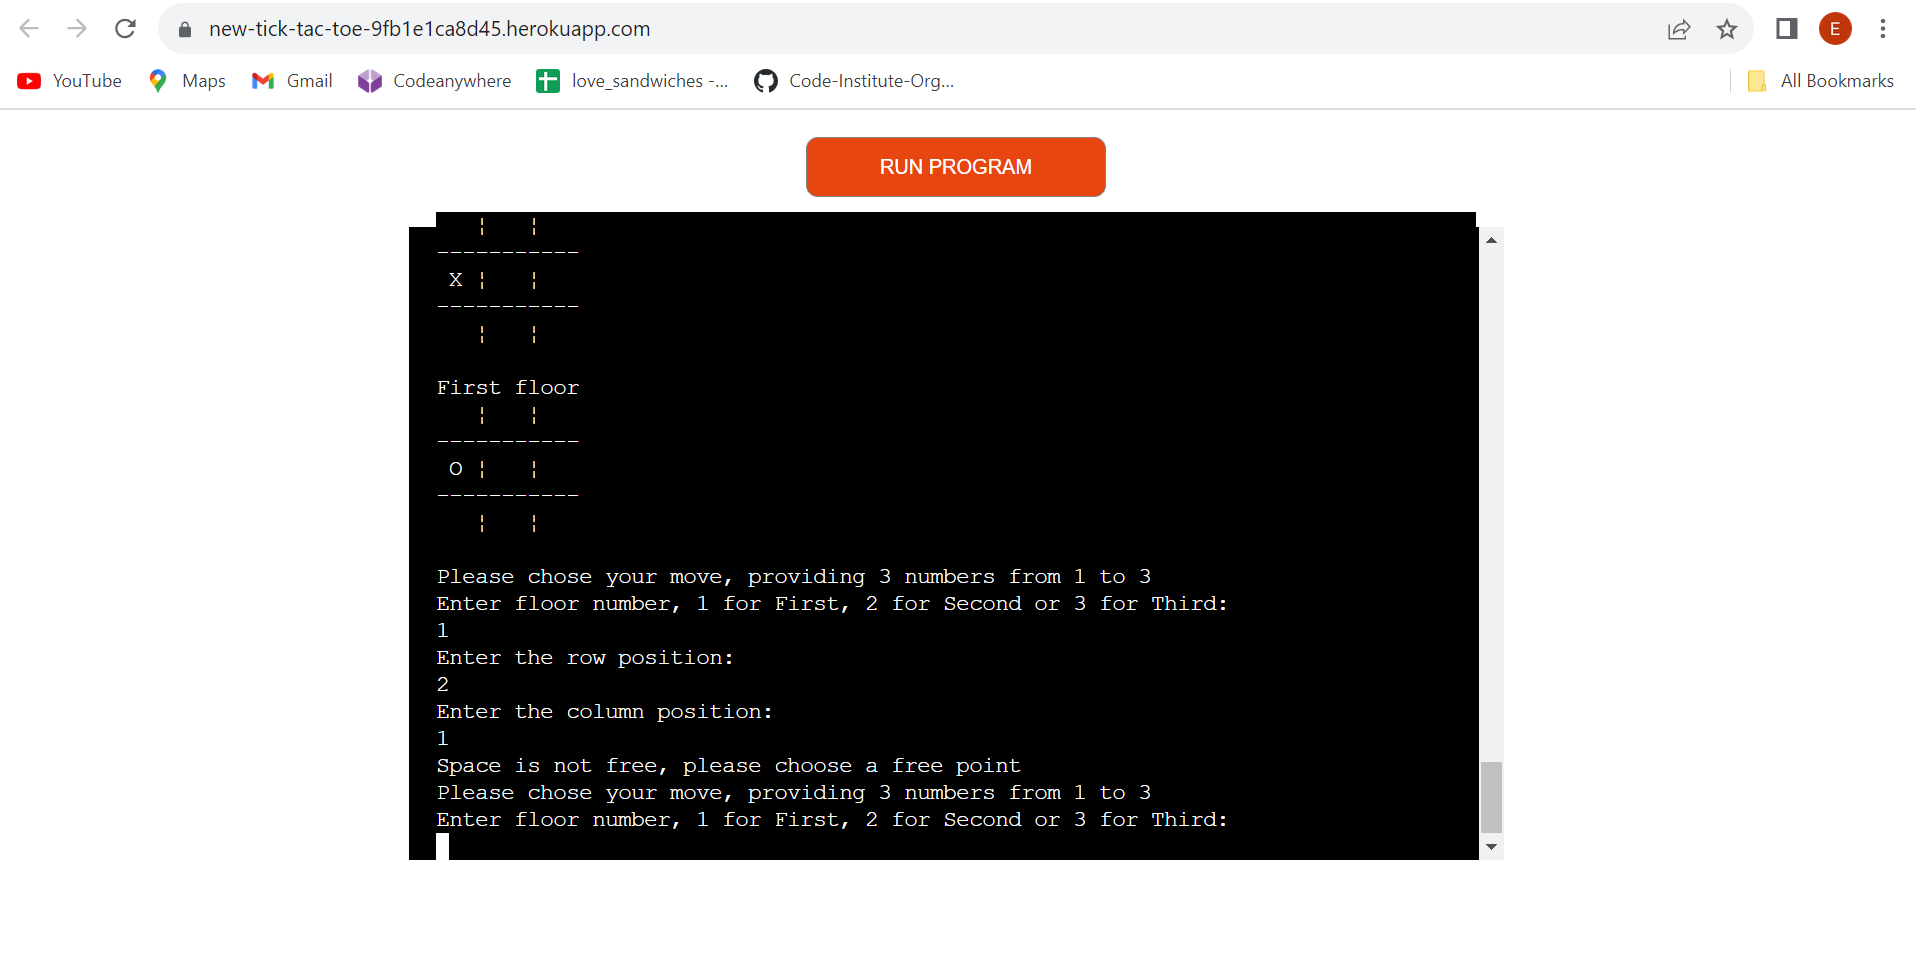 new-tick-tac-toe-9fb1e1ca8d45.herokuapp.com
E
YouTube Maps Gmail Codeanywhere love_sandwiches -... Code-Institute-Org... All Bookmarks
RUN PROGRAM
¦   ¦
-----------
X ¦   ¦
-----------
¦   ¦
First floor
¦   ¦
-----------
O ¦   ¦
-----------
¦   ¦
Please chose your move, providing 3 numbers from 1 to 3
Enter floor number, 1 for First, 2 for Second or 3 for Third:
1
Enter the row position:
2
Enter the column position:
1
Space is not free, please choose a free point
Please chose your move, providing 3 numbers from 1 to 3
Enter floor number, 1 for First, 2 for Second or 3 for Third: